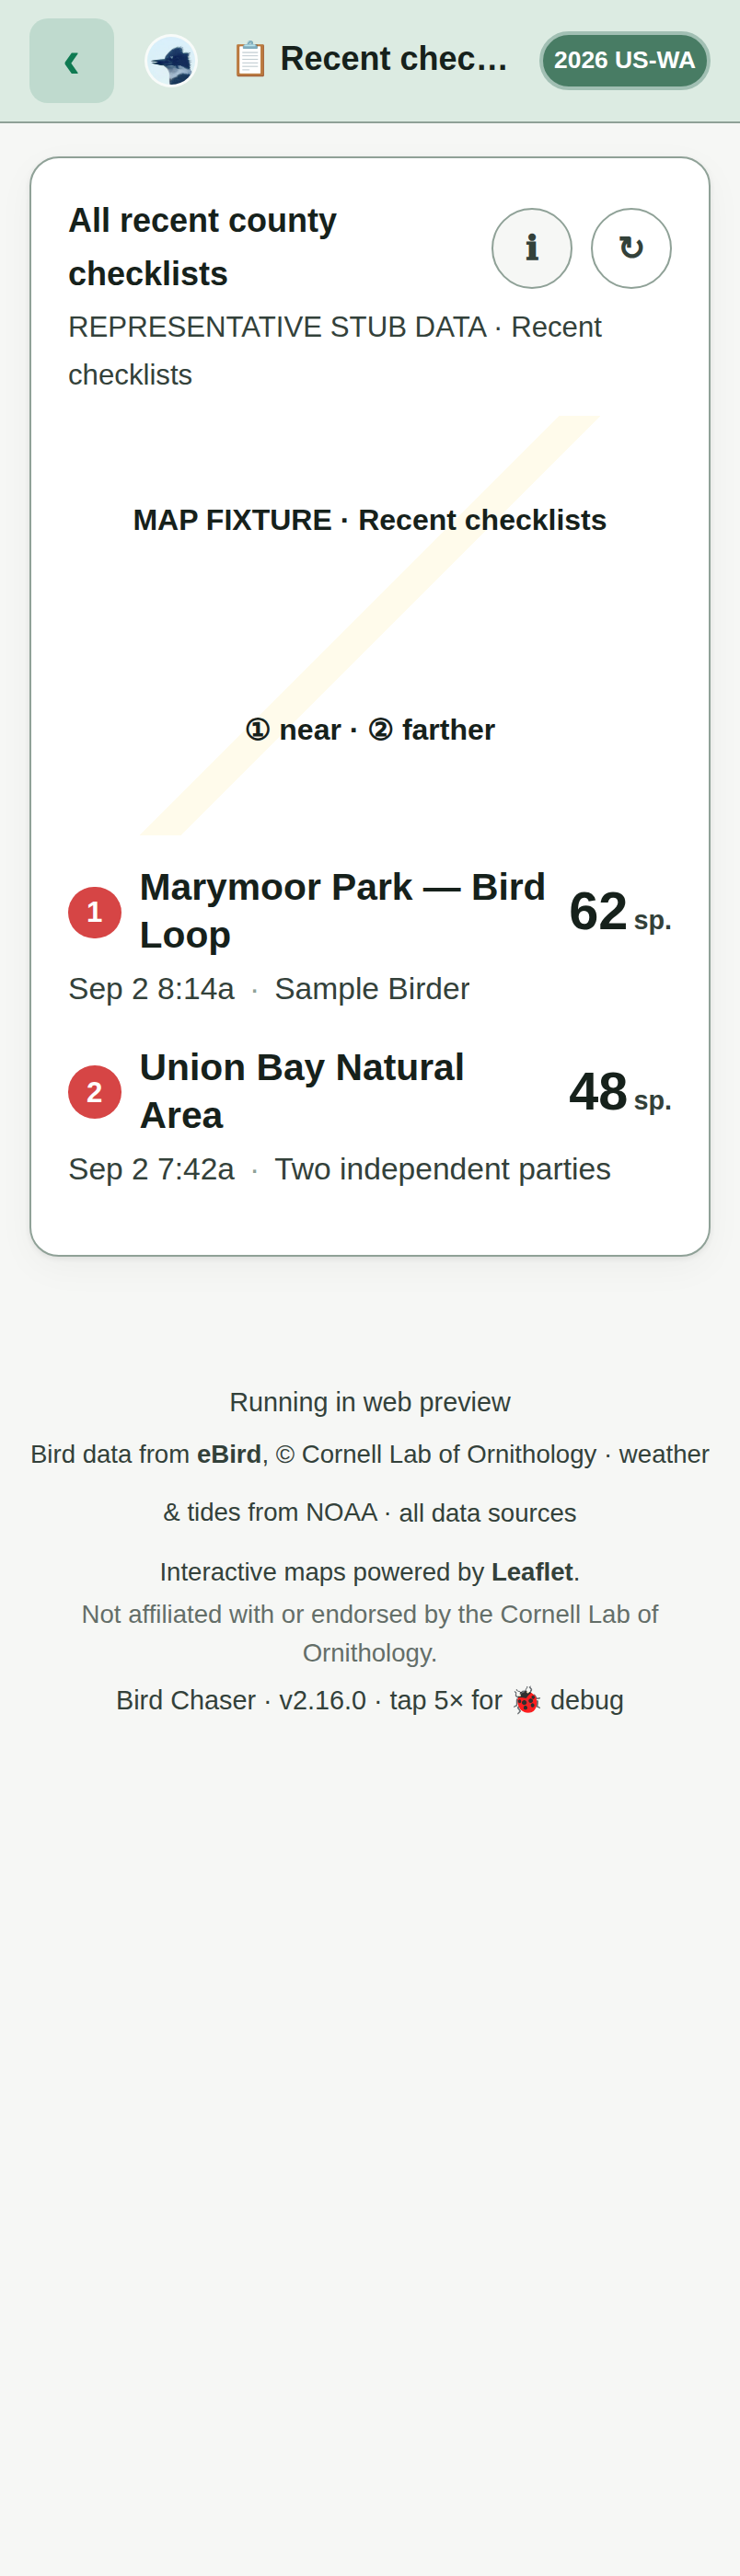 ‹ 📋 Recent chec… 2026 US-WA
All recent county
checklists
ℹ ↻
REPRESENTATIVE STUB DATA · Recent
checklists
MAP FIXTURE · Recent checklists
① near · ② farther
1 Marymoor Park — Bird
Loop
62 sp.
Sep 2 8:14a · Sample Birder
2 Union Bay Natural
Area
48 sp.
Sep 2 7:42a · Two independent parties
Running in web preview
Bird data from eBird, © Cornell Lab of Ornithology · weather
& tides from NOAA · all data sources
Interactive maps powered by Leaflet.
Not affiliated with or endorsed by the Cornell Lab of
Ornithology.
Bird Chaser · v2.16.0 · tap 5× for 🐞 debug